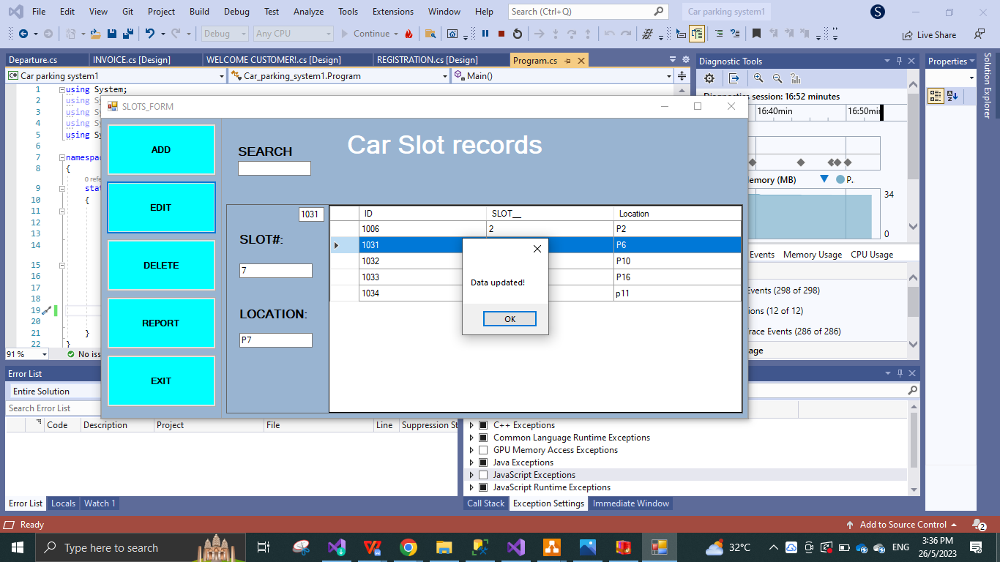 File Edit View Git Project Build Debug Test Analyze Tools Extensions Window Help Search (Ctrl+Q) Car parking system1 S
Debug Any CPU Continue Live Share
Departure.cs INVOICE.cs [Design] WELCOME CUSTOMER!.cs [Design] REGISTRATION.cs [Design] Program.cs Diagnostic Tools Properties
C# Car parking system1 Car_parking_system1.Program Main()
Solution Explorer
1 using System;
2 using S
3 using S
4 using S
5 using Sy
6
7 namespac
8 {
0 refe
9 stat
10 {
11
12
13
14
15
16
17
18
19
20
21 }
22 }
91 % No iss
Diagnostics session: 16:52 minutes
16:40min 16:50min
emory (MB) P..
34
0
Events Memory Usage CPU Usage
Events (298 of 298)
ions (12 of 12)
race Events (286 of 286)
age
SLOTS_FORM
ADD
EDIT
DELETE
REPORT
EXIT
SEARCH
Car Slot records
1031
SLOT#:
7
LOCATION:
P7
ID SLOT__ Location
1006 2 P2
1031 P6
1032 P10
1033 P16
1034 p11
Data updated!
OK
Error List
Entire Solution
Search Error List
Code Description Project File Line Suppression St
C++ Exceptions
Common Language Runtime Exceptions
GPU Memory Access Exceptions
Java Exceptions
JavaScript Exceptions
JavaScript Runtime Exceptions
Error List Locals Watch 1 Call Stack Exception Settings Immediate Window
Ready Add to Source Control 2
Type here to search 32°C ENG 3:36 PM
26/5/2023